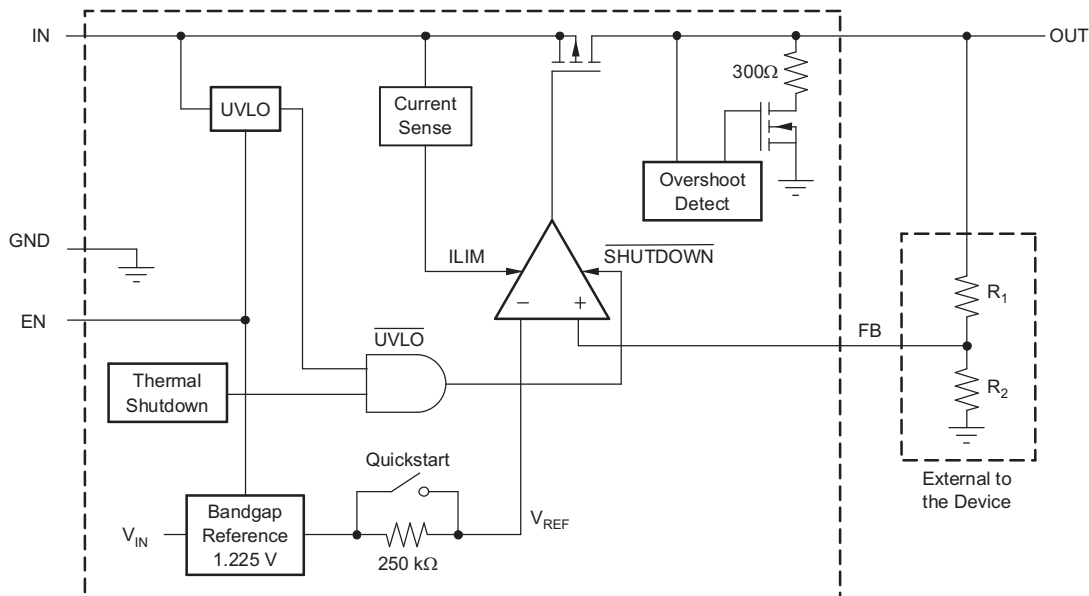 IN
OUT
300Ω
UVLO
Current
Sense
Overshoot
Detect
GND
ILIM
SHUTDOWN
R1
EN
− +
FB
UVLO
Thermal
Shutdown
R2
Quickstart
External to
the Device
VIN
Bandgap
Reference
1.225 V
VREF
250 kΩ